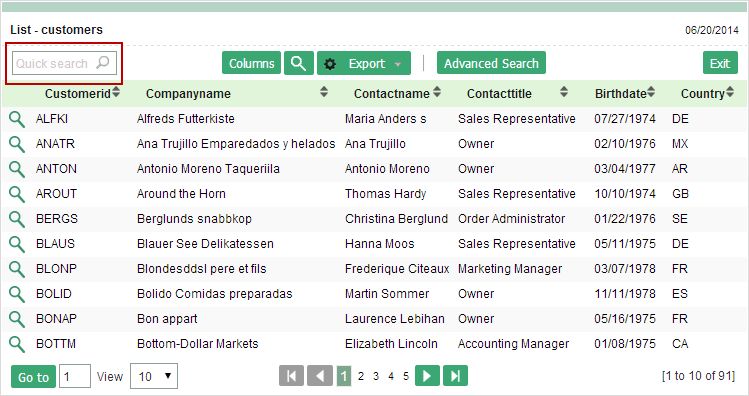 List - customers 06/20/2014
Quick search Columns Export Advanced Search Exit
Customerid Companyname Contactname Contacttitle Birthdate Country
ALFKI Alfreds Futterkiste Maria Anders s Sales Representative 07/27/1974 DE
ANATR Ana Trujillo Emparedados y helados Ana Trujillo Owner 02/10/1976 MX
ANTON Antonio Moreno Taqueriila Antonio Moreno Owner 03/04/1977 AR
AROUT Around the Horn Thomas Hardy Sales Representative 10/10/1974 GB
BERGS Berglunds snabbkop Christina Berglund Order Administrator 01/22/1976 SE
BLAUS Blauer See Delikatessen Hanna Moos Sales Representative 05/11/1975 DE
BLONP Blondesddsl pere et fils Frederique Citeaux Marketing Manager 03/07/1978 FR
BOLID Bolido Comidas preparadas Martin Sommer Owner 11/11/1978 ES
BONAP Bon appart Laurence Lebihan Owner 05/16/1975 FR
BOTTM Bottom-Dollar Markets Elizabeth Lincoln Accounting Manager 01/08/1975 CA
Go to 1 View 10 1 2 3 4 5 [1 to 10 of 91]